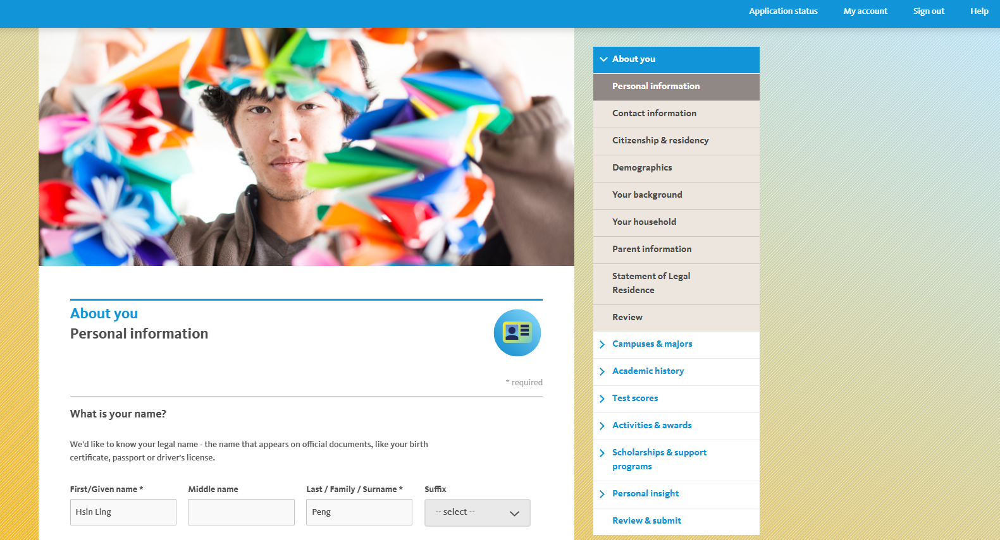 Application status
My account
Sign out
Help
About you
Personal information
Contact information
Citizenship & residency
Demographics
Your background
Your household
Parent information
Statement of Legal
Residence
Review
Campuses & majors
Academic history
Test scores
Activities & awards
Scholarships & support
programs
Personal insight
Review & submit
About you
Personal information
* required
What is your name?
We'd like to know your legal name - the name that appears on official documents, like your birth
certificate, passport or driver's license.
First/Given name *
Middle name
Last / Family / Surname *
Suffix
Hsin Ling
Peng
-- select --